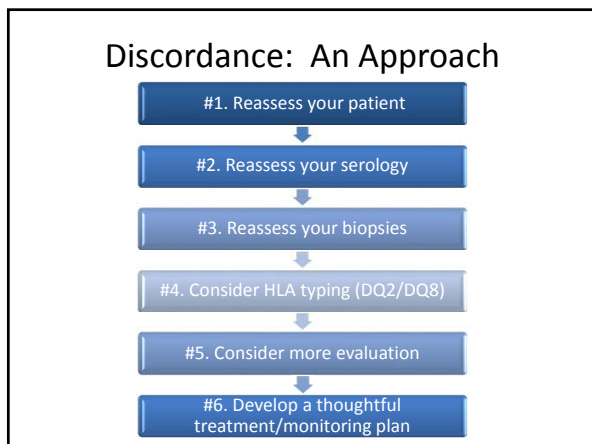 Discordance: An Approach
#1. Reassess your patient
#2. Reassess your serology
#3. Reassess your biopsies
#4. Consider HLA typing (DQ2/DQ8)
#5. Consider more evaluation
#6. Develop a thoughtful
treatment/monitoring plan